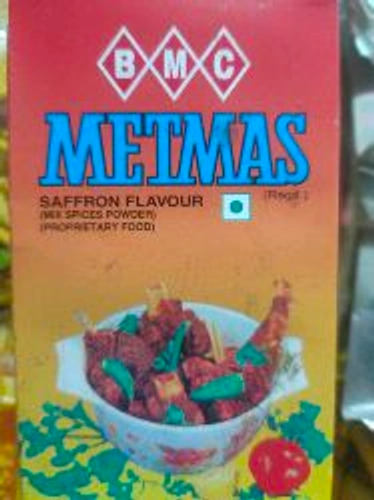 BMC
METMAS
(Regd.)
SAFFRON FLAVOUR
(MIX SPICES POWDER)
(PROPRIETARY FOOD)